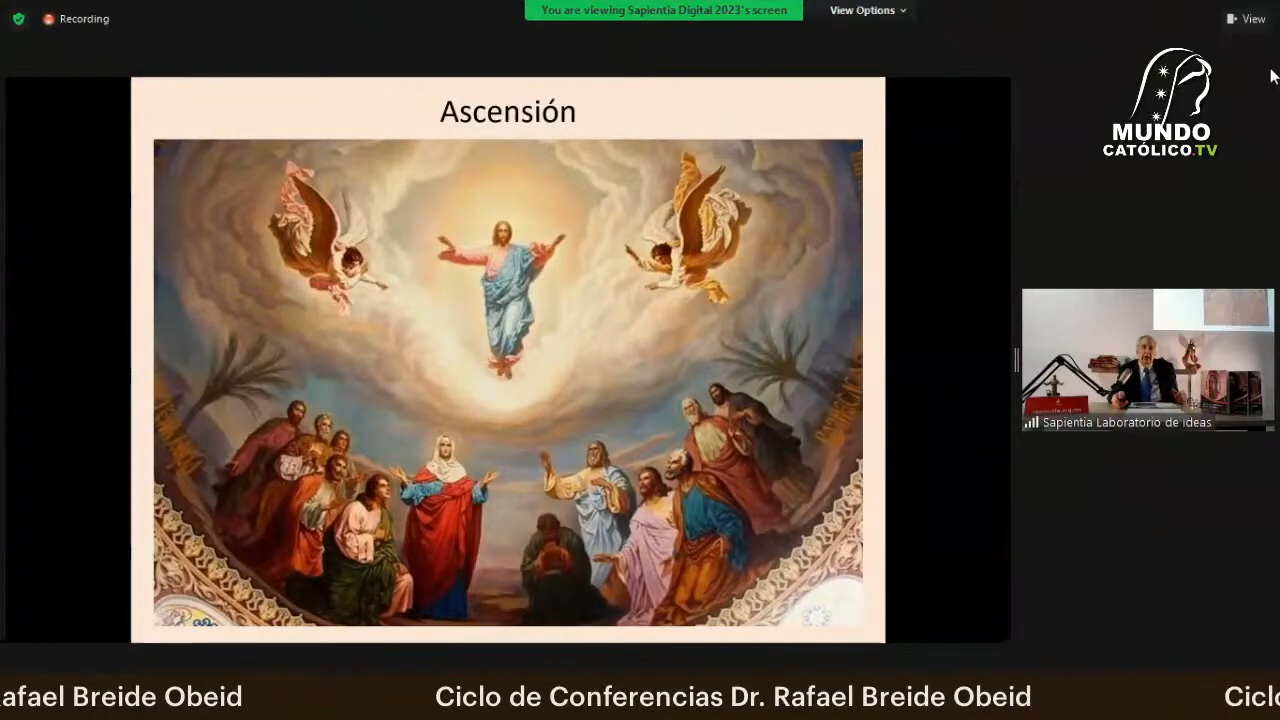 Recording
You are viewing Sapientia Digital 2023's screen
View Options
View
MUNDO
CATÓLICO.TV
Ascensión
Sapientia Laboratorio de ideas
afael Breide Obeid
Ciclo de Conferencias Dr. Rafael Breide Obeid
Ciclo